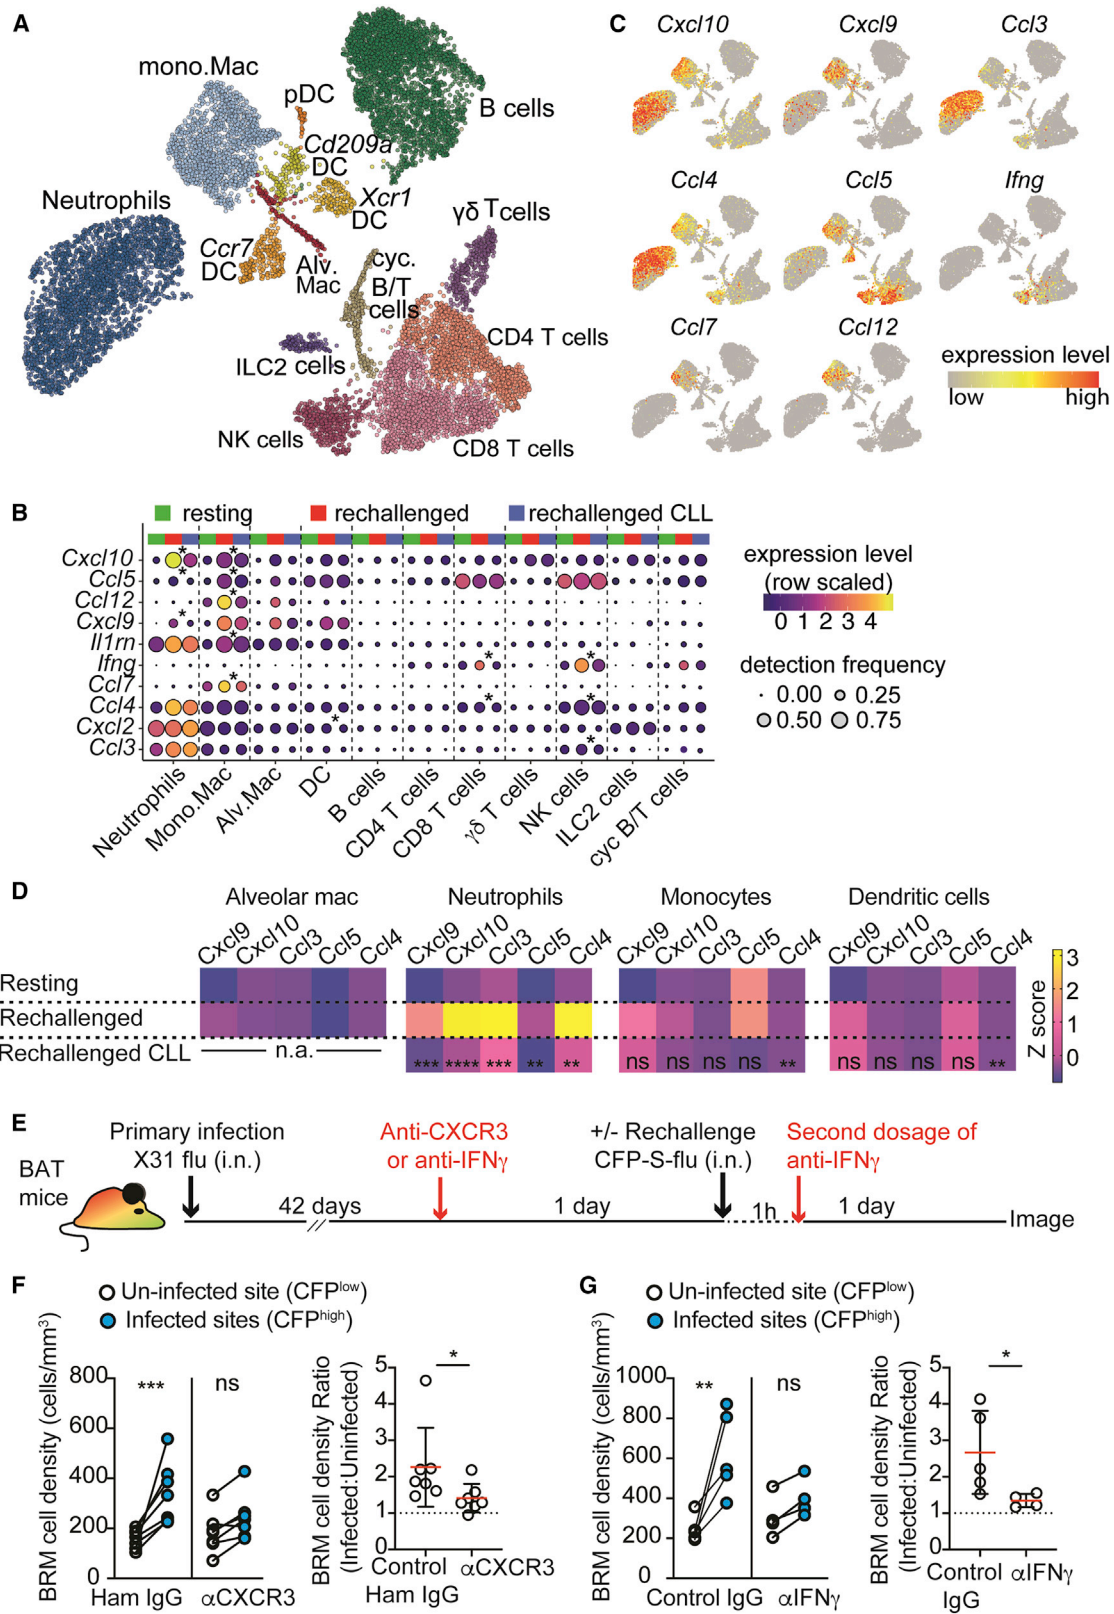 A
mono.Mac
pDC
B cells
Cd209a
DC
Xcr1
DC
Neutrophils
γδ Tcells
Ccr7
DC
Alv.
Mac
cyc.
B/T
cells
CD4 T cells
ILC2 cells
NK cells
CD8 T cells
C
Cxcl10 Cxcl9 Ccl3
Ccl4 Ccl5 Ifng
Ccl7 Ccl12
expression level
low high
B
resting rechallenged rechallenged CLL
Cxcl10 * *
Ccl5 *
Ccl12 *
Cxcl9 *
Il1rn *
Ifng * *
Ccl7 *
Ccl4 * *
Cxcl2 *
Ccl3 *
Neutrophils
Mono.Mac
Alv.Mac
DC
B cells
CD4 T cells
CD8 T cells
γδ T cells
NK cells
ILC2 cells
cyc B/T cells
expression level
(row scaled)
0 1 2 3 4
detection frequency
0.00 0.25
0.50 0.75
D
Alveolar mac Neutrophils Monocytes Dendritic cells
Cxcl9 Cxcl10 Ccl3 Ccl5 Ccl4 Cxcl9 Cxcl10 Ccl3 Ccl5 Ccl4 Cxcl9 Cxcl10 Ccl3 Ccl5 Ccl4 Cxcl9 Cxcl10 Ccl3 Ccl5 Ccl4
Resting
Rechallenged
Rechallenged CLL n.a. *** **** *** ** ** ns ns ns ns ** ns ns ns ns **
3
2
1
0
Z score
E
BAT
mice
Primary infection
X31 flu (i.n.)
Anti-CXCR3
or anti-IFNγ
+/- Rechallenge
CFP-S-flu (i.n.)
Second dosage of
anti-IFNγ
42 days 1 day 1h 1 day Image
F
Un-infected site (CFPlow)
Infected sites (CFPhigh)
BRM cell density (cells/mm3)
800
600
400
200
0
*** ns
Ham IgG αCXCR3
BRM cell density Ratio
(Infected:Uninfected)
5
4
3
2
1
0
*
Control αCXCR3
Ham IgG
G
Un-infected site (CFPlow)
Infected sites (CFPhigh)
BRM cell density (cells/mm3)
1000
800
600
400
200
0
** ns
Control IgG αIFNγ
BRM cell density Ratio
(Infected:Uninfected)
5
4
3
2
1
0
*
Control αIFNγ
IgG